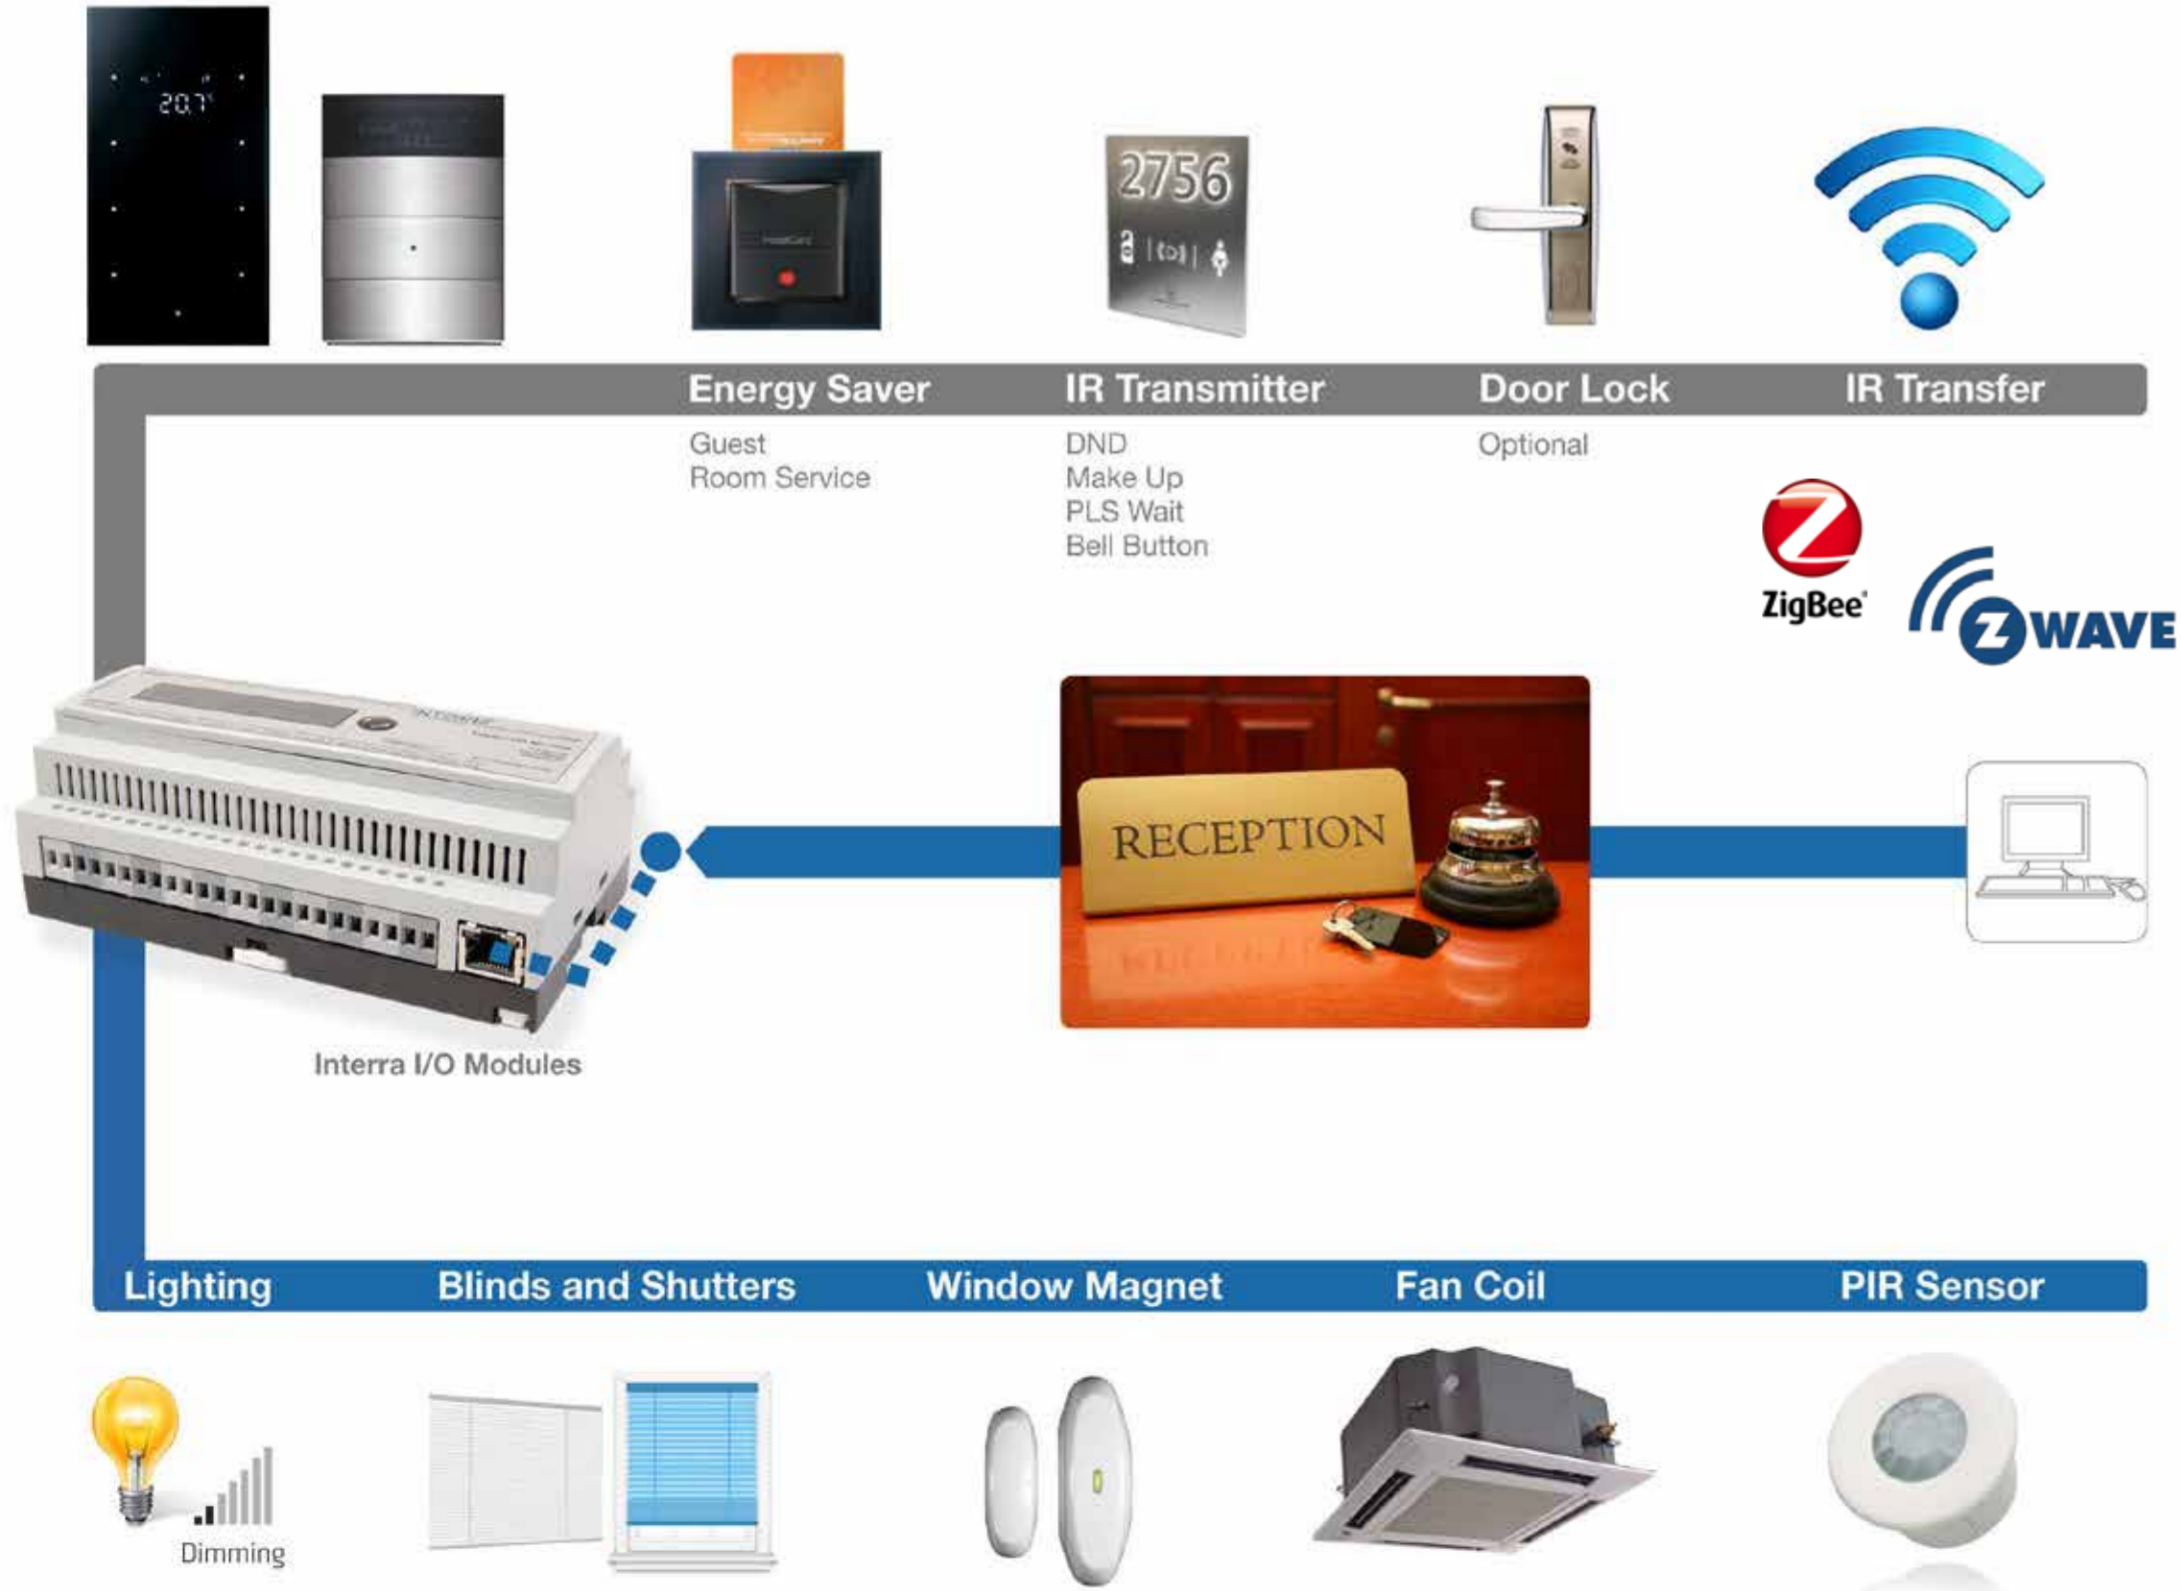 20.7°
2756
Energy Saver
IR Transmitter
Door Lock
IR Transfer
Guest
Room Service
DND
Make Up
PLS Wait
Bell Button
Optional
ZigBee
Z WAVE
RECEPTION
Interra I/O Modules
Lighting
Blinds and Shutters
Window Magnet
Fan Coil
PIR Sensor
Dimming